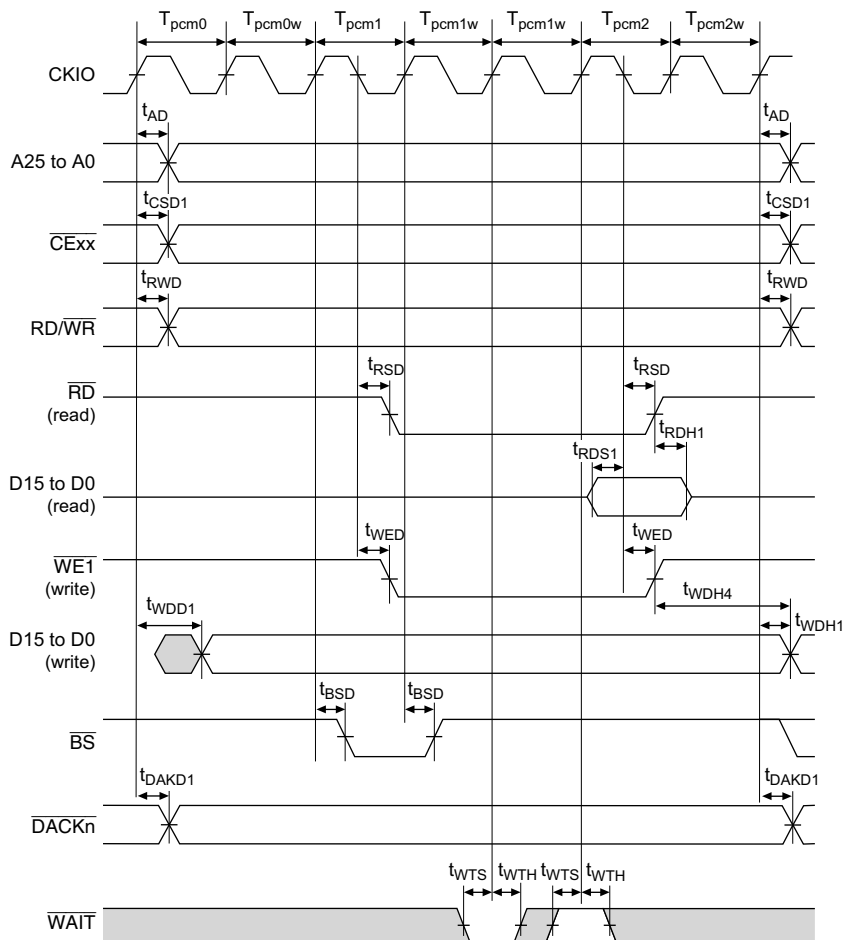 Tpcm0 Tpcm0w Tpcm1 Tpcm1w Tpcm1w Tpcm2 Tpcm2w
CKIO
tAD tAD
A25 to A0
tCSD1 tCSD1
CExx
tRWD tRWD
RD/WR
tRSD tRSD
RD
(read)
tRDH1
tRDS1
D15 to D0
(read)
tWED tWED
WE1
(write)
tWDH4
tWDD1 tWDH1
D15 to D0
(write)
tBSD tBSD
BS
tDAKD1 tDAKD1
DACKn
tWTS tWTH tWTS tWTH
WAIT